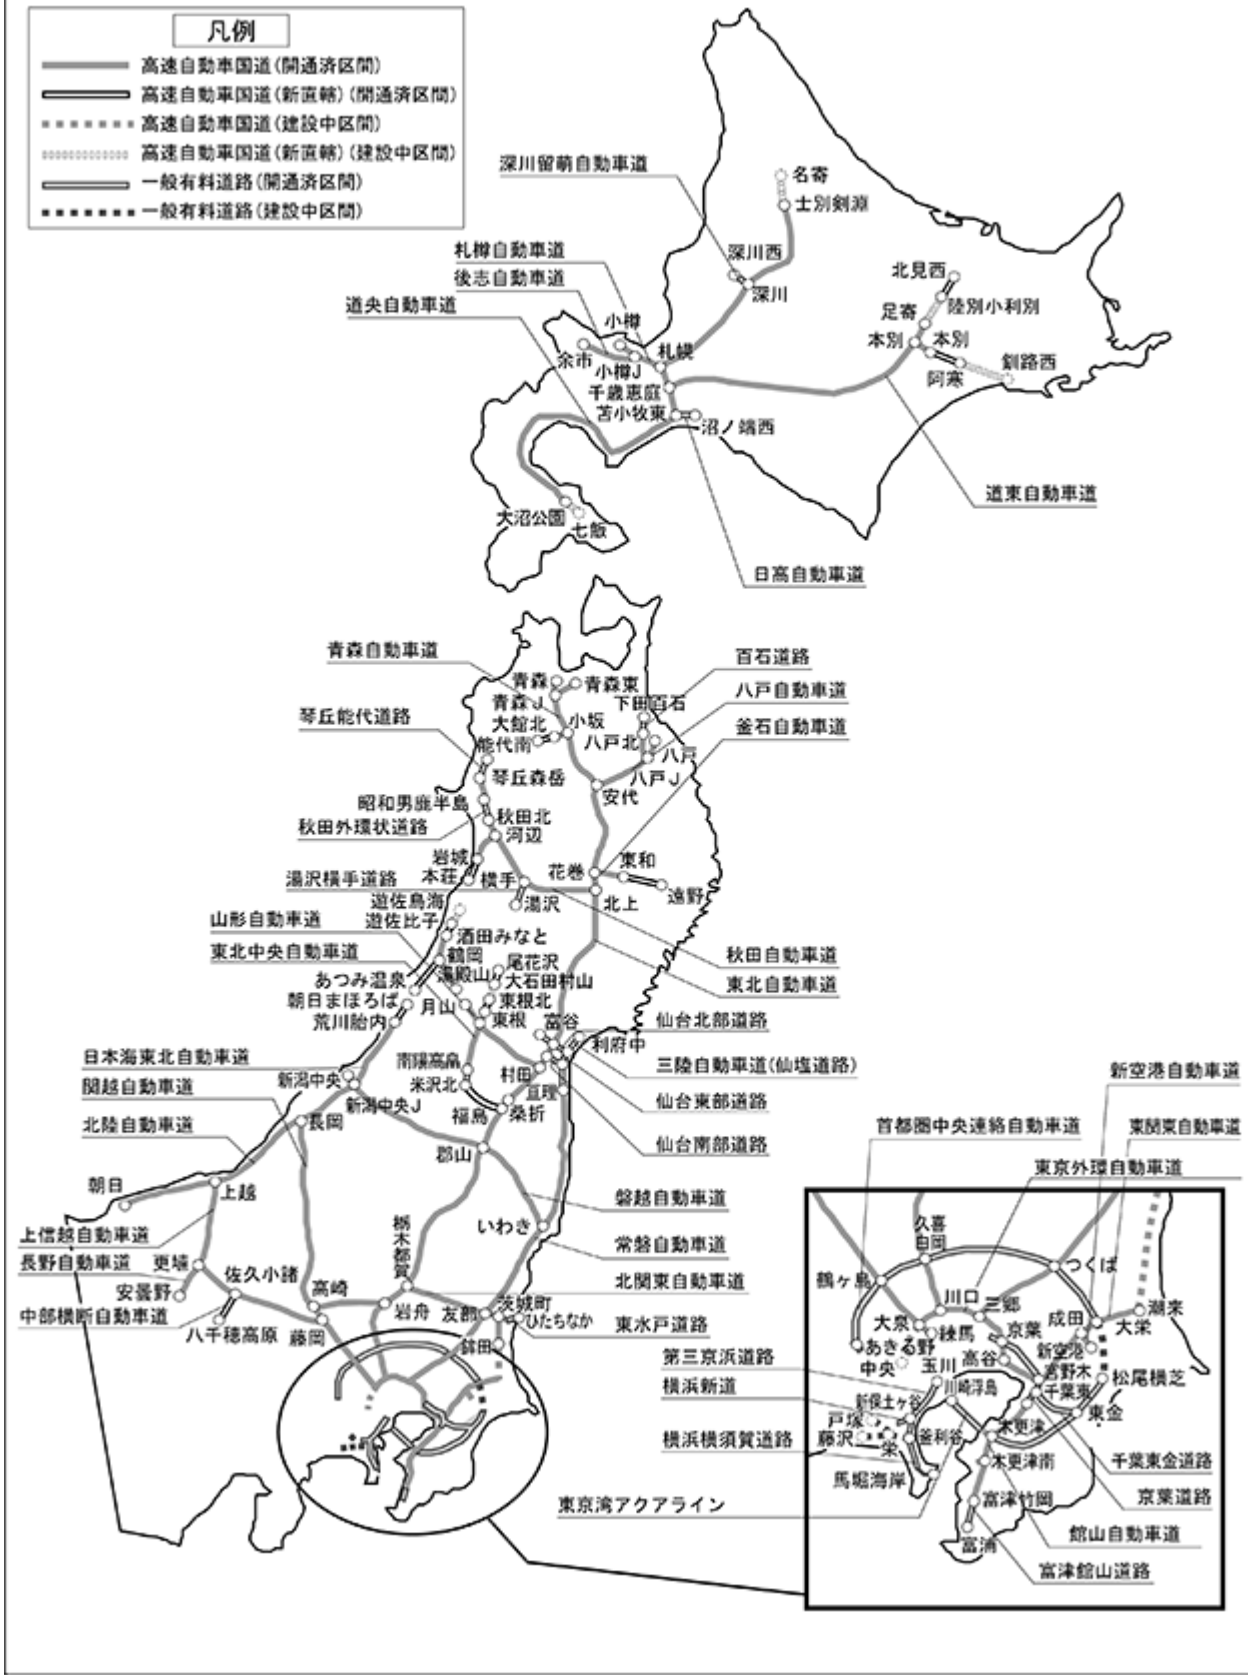 凡例
高速自動車国道(開通済区間)
高速自動車国道(新直轄)(開通済区間)
高速自動車国道(建設中区間)
高速自動車国道(新直轄)(建設中区間)
一般有料道路(開通済区間)
一般有料道路(建設中区間)
深川留萌自動車道
名寄
士別剣淵
札樽自動車道
深川西
後志自動車道
深川
北見西
道央自動車道
小樽
足寄
陸別小利別
余市
札幌
本別
本別
小樽J
釧路西
千歳恵庭
阿寒
苫小牧東
沼ノ端西
道東自動車道
大沼公園
七飯
日高自動車道
青森自動車道
百石道路
青森
青森東
八戸自動車道
青森J
下田百石
琴丘能代道路
大館北
小坂
釜石自動車道
能代南
八戸北
八戸
琴丘森岳
八戸J
安代
昭和男鹿半島
秋田北
秋田外環状道路
河辺
岩城
花巻
東和
湯沢横手道路
本荘
横手
遠野
湯沢
北上
遊佐鳥海
山形自動車道
遊佐比子
酒田みなと
東北中央自動車道
鶴岡
秋田自動車道
尾花沢
湯殿山
あつみ温泉
大石田村山
東北自動車道
朝日まほろば
月山
東根北
荒川胎内
東根
富谷
仙台北部道路
利府中
日本海東北自動車道
南陽高畠
三陸自動車道(仙塩道路)
新潟中央
村田
関越自動車道
米沢北
亘理
新空港自動車道
新潟中央J
仙台東部道路
福島
桑折
北陸自動車道
長岡
首都圏中央連絡自動車道
東関東自動車道
郡山
仙台南部道路
東京外環自動車道
朝日
上越
磐越自動車道
栃木都賀
いわき
久喜白岡
上信越自動車道
常磐自動車道
長野自動車道
更埴
つくば
佐久小諸
北関東自動車道
鶴ヶ島
安曇野
高崎
川口
三郷
成田
潮来
中部横断自動車道
岩舟
友部
茨城町
大泉
大栄
ひたちなか
東水戸道路
練馬
京葉
八千穂高原
藤岡
鉾田
あきる野
新空港
第三京浜道路
中央
玉川
高谷
宮野木
松尾横芝
横浜新道
川崎浮島
千葉東
新保土ヶ谷
東金
戸塚
木更津
横浜横須賀道路
藤沢
栄
釜利谷
千葉東金道路
馬堀海岸
木更津南
京葉道路
東京湾アクアライン
富津竹岡
館山自動車道
富浦
富津館山道路